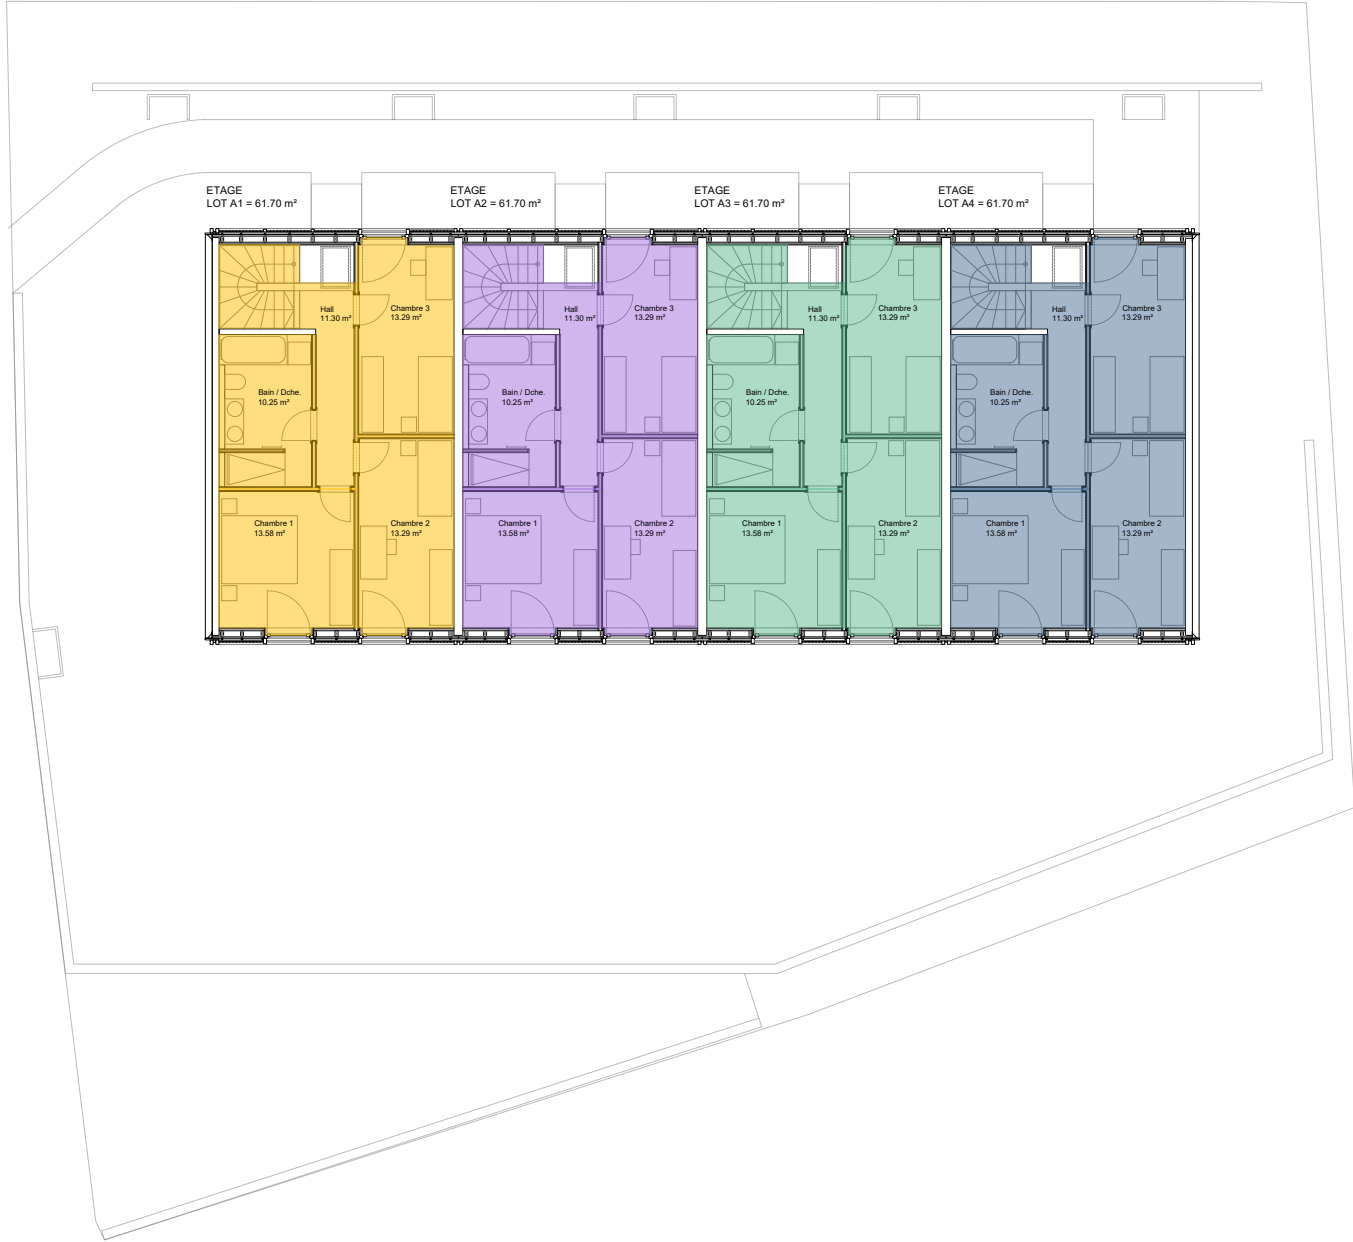 ETAGE
LOT A1 = 61.70 m²
ETAGE
LOT A2 = 61.70 m²
ETAGE
LOT A3 = 61.70 m²
ETAGE
LOT A4 = 61.70 m²
Hall
11.30 m²
Chambre 3
13.29 m²
Bain / Dche.
10.25 m²
Chambre 1
13.58 m²
Chambre 2
13.29 m²
Hall
11.30 m²
Chambre 3
13.29 m²
Bain / Dche.
10.25 m²
Chambre 1
13.58 m²
Chambre 2
13.29 m²
Hall
11.30 m²
Chambre 3
13.29 m²
Bain / Dche.
10.25 m²
Chambre 1
13.58 m²
Chambre 2
13.29 m²
Hall
11.30 m²
Chambre 3
13.29 m²
Bain / Dche.
10.25 m²
Chambre 1
13.58 m²
Chambre 2
13.29 m²